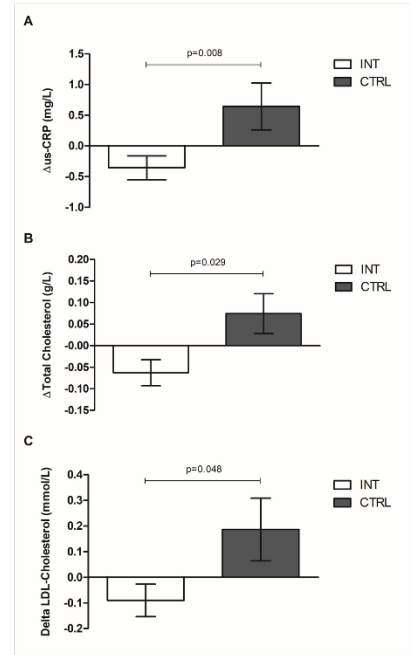 A
p=0.008
INT
CTRL
Δus-CRP (mg/L)
1.5
1.0
0.5
0.0
-0.5
-1.0
B
p=0.029
INT
CTRL
ΔTotal Cholesterol (g/L)
0.20
0.15
0.10
0.05
-0.00
-0.05
-0.10
-0.15
C
p=0.048
INT
CTRL
Delta LDL-Cholesterol (mmol/L)
0.4
0.3
0.2
0.1
0.0
-0.1
-0.2